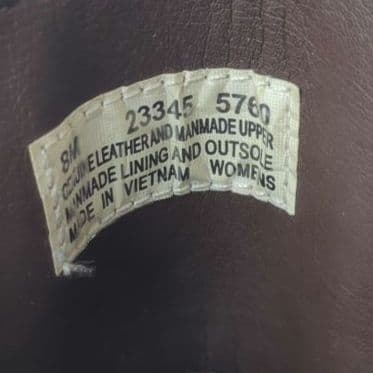 8M 23345 5760
GENUINE LEATHER AND MANMADE UPPER
MANMADE LINING AND OUTSOLE
MADE IN VIETNAM WOMENS